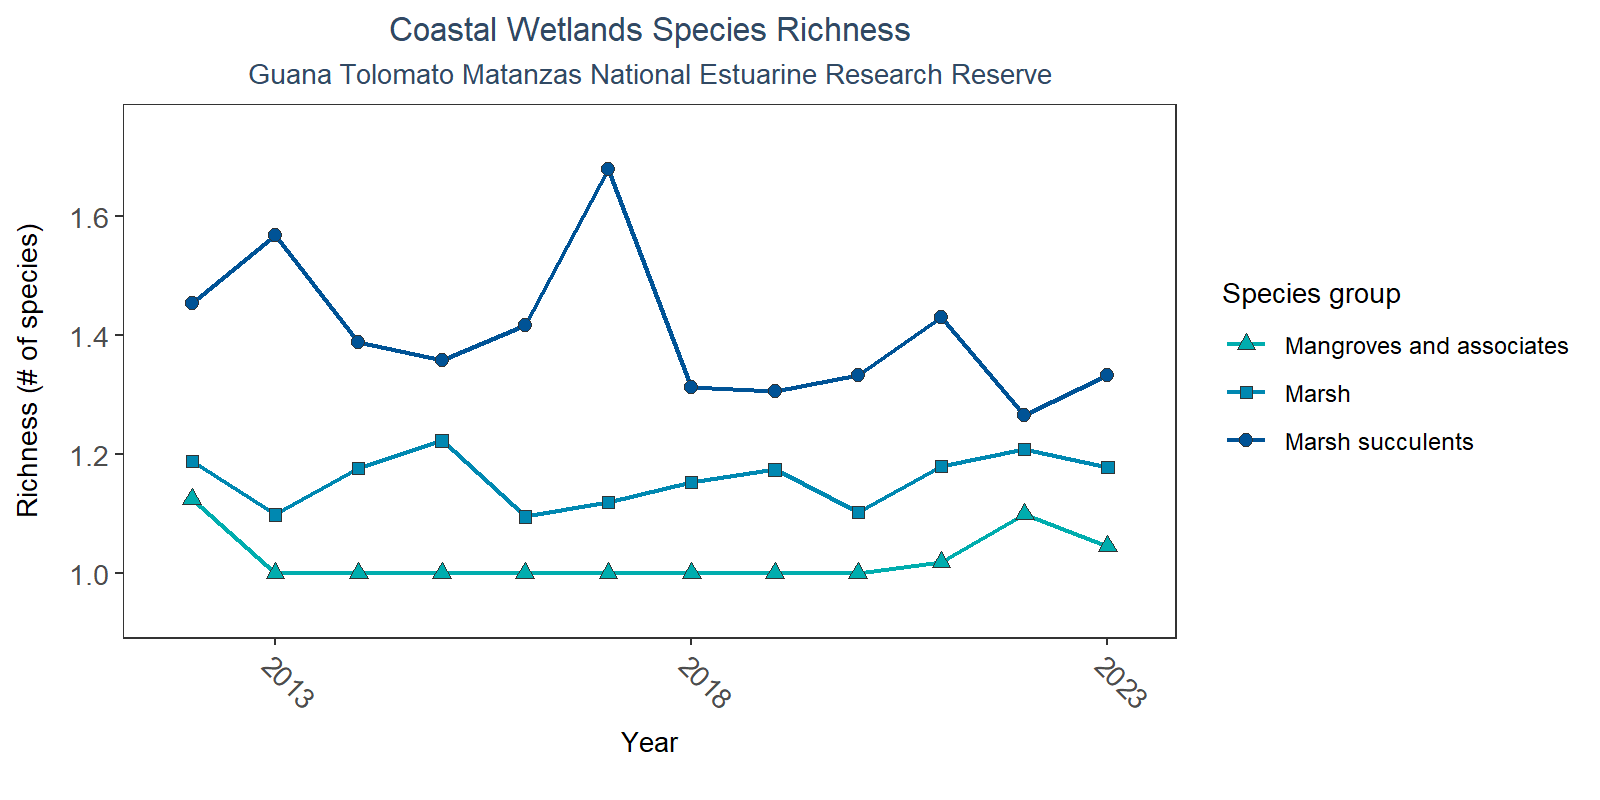 Coastal Wetlands Species Richness
Guana Tolomato Matanzas National Estuarine Research Reserve
Richness (# of species)
1.6
1.4
1.2
1.0
2013
2018
2023
Year
Species group
Mangroves and associates
Marsh
Marsh succulents